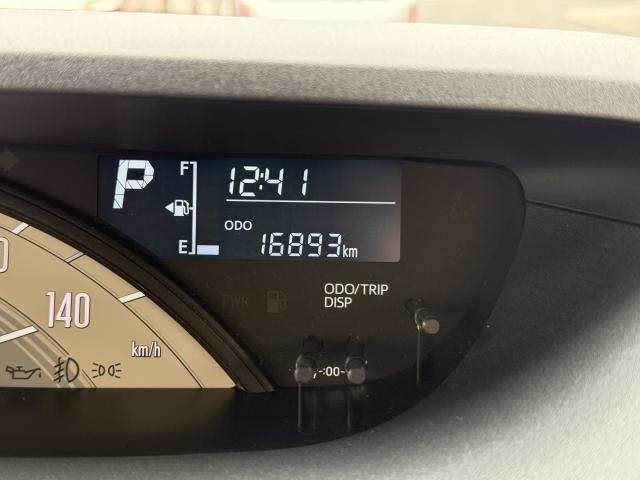 P
F
12:41
ODO
E
16893km
PWR
ODO/TRIP
DISP
140
km/h
:00